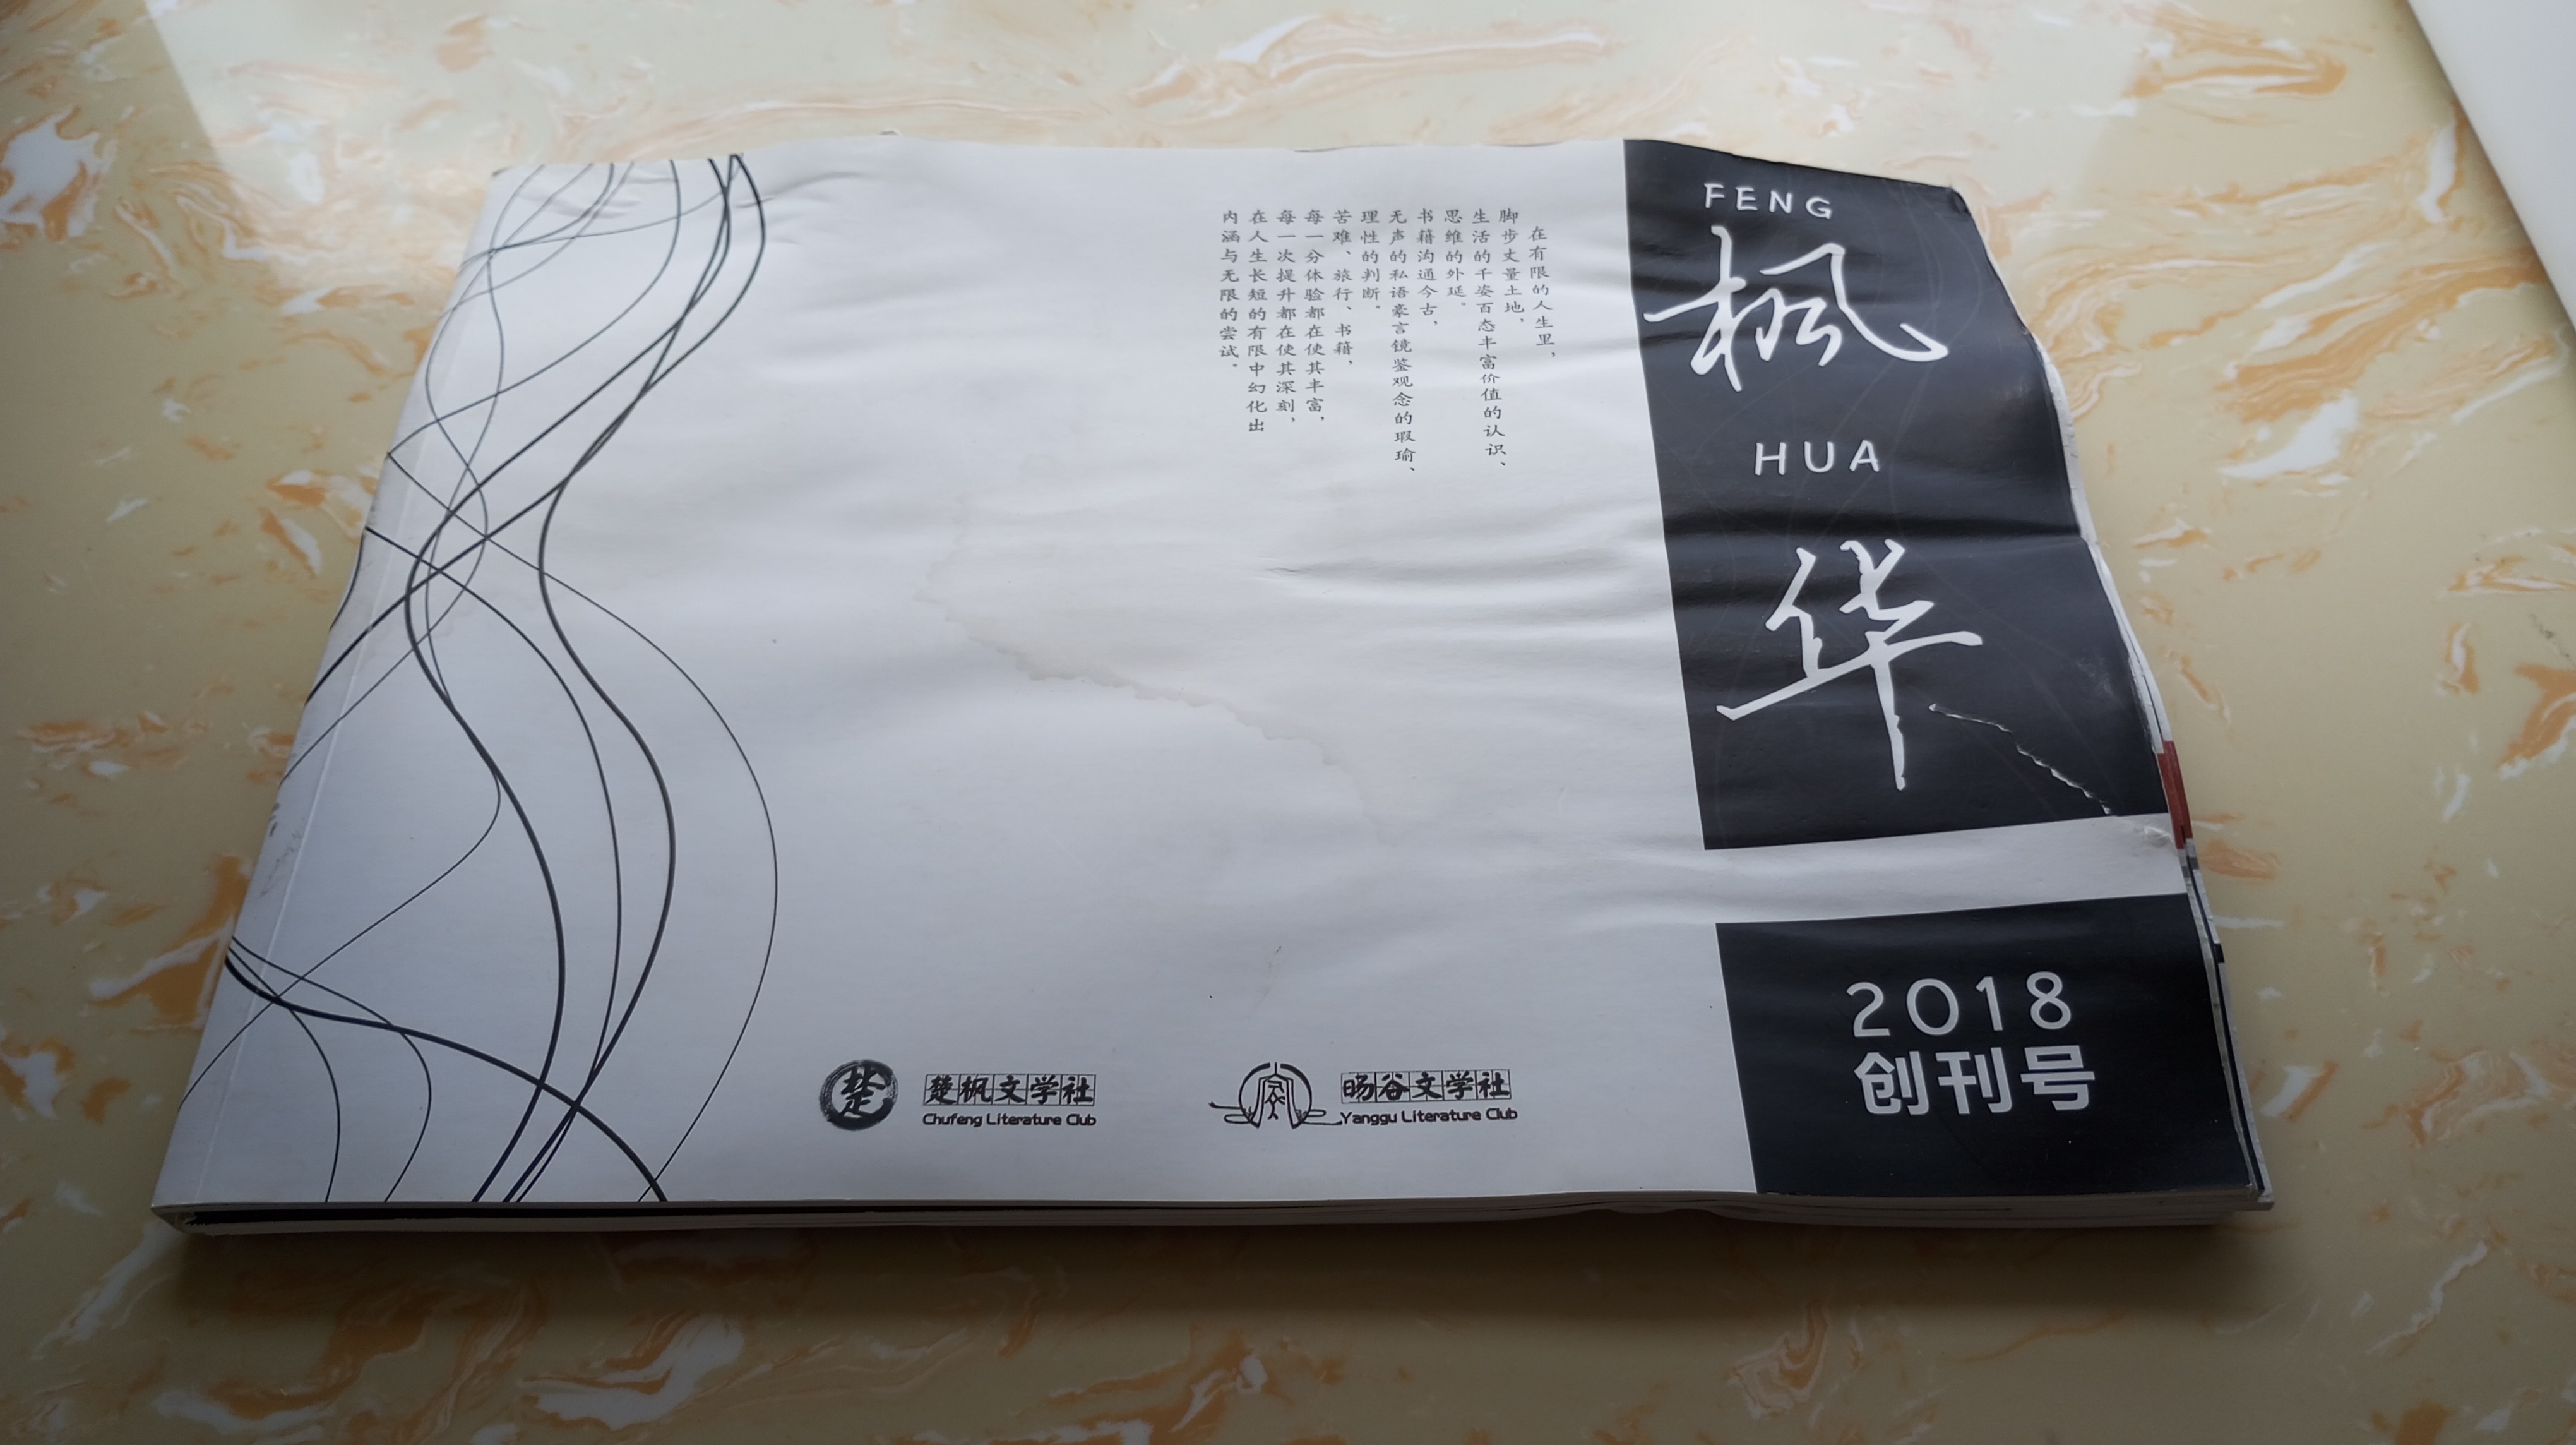 FENG
枫
HUA
华
2018
创刊号
在有限的人生里，
脚步丈量土地，
生活的千姿百态丰富价值的认识、
思维的外延。
书籍沟通今古，
无声的私语豪言镜鉴观念的瑕瑜、
理性的判断。
苦难、旅行、书籍，
每一分体验都在使其丰富，
每一次提升都在使其深刻，
在人生长短的有限中幻化出
内涵与无限的尝试。
楚
楚枫文学社
Chufeng Literature Club
旸谷文学社
Yanggu Literature Club